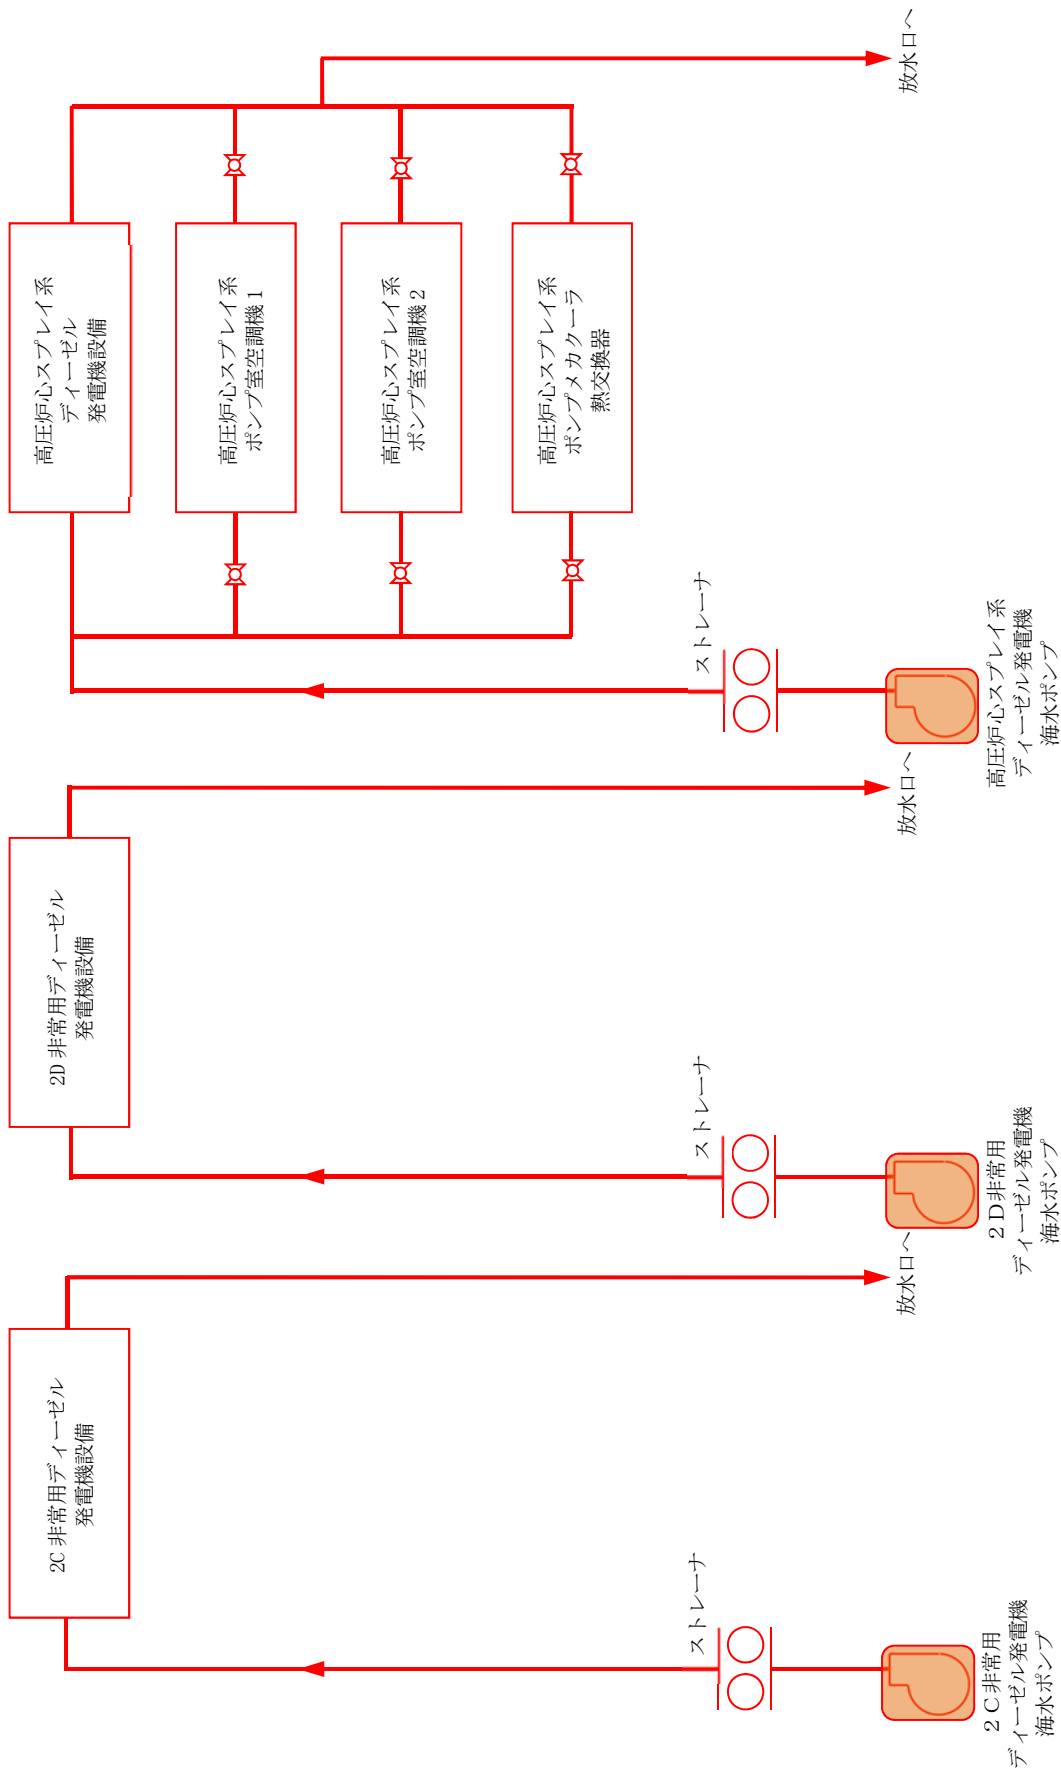 2C 非常用ディーゼル
発電機設備
ストレーナ
2C非常用
ディーゼル発電機
海水ポンプ
放水口へ
2D 非常用ディーゼル
発電機設備
ストレーナ
2D非常用
ディーゼル発電機
海水ポンプ
放水口へ
高圧炉心スプレイ系
ディーゼル
発電機設備
高圧炉心スプレイ系
ポンプ室空調機1
高圧炉心スプレイ系
ポンプ室空調機2
高圧炉心スプレイ系
ポンプメカクーラ
熱交換器
ストレーナ
高圧炉心スプレイ系
ディーゼル発電機
海水ポンプ
放水口へ